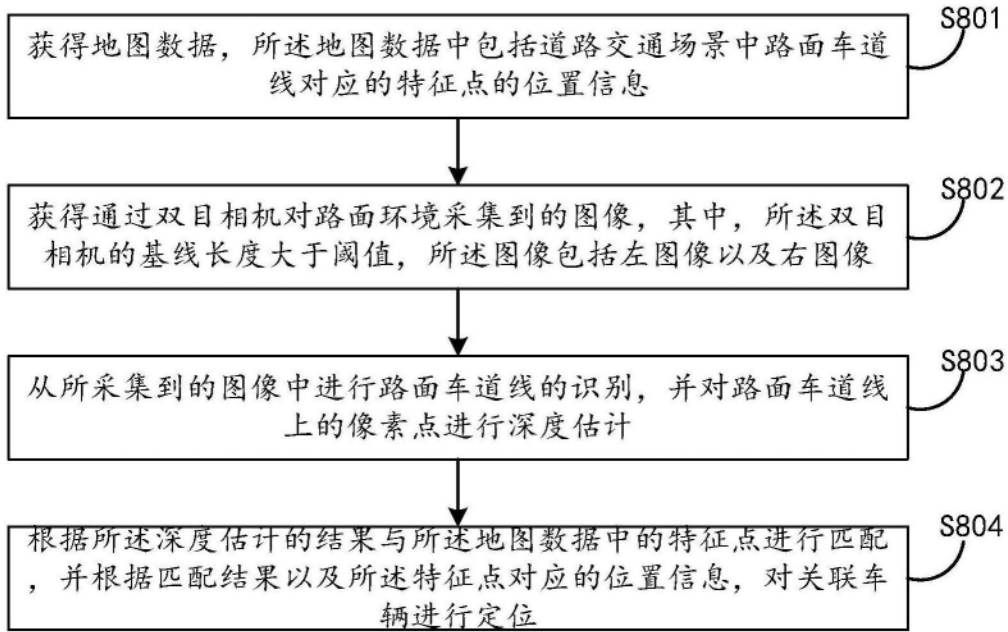 S801
获得地图数据，所述地图数据中包括道路交通场景中路面车道
线对应的特征点的位置信息
S802
获得通过双目相机对路面环境采集到的图像，其中，所述双目
相机的基线长度大于阈值，所述图像包括左图像以及右图像
S803
从所采集到的图像中进行路面车道线的识别，并对路面车道线
上的像素点进行深度估计
S804
根据所述深度估计的结果与所述地图数据中的特征点进行匹配
，并根据匹配结果以及所述特征点对应的位置信息，对关联车
辆进行定位